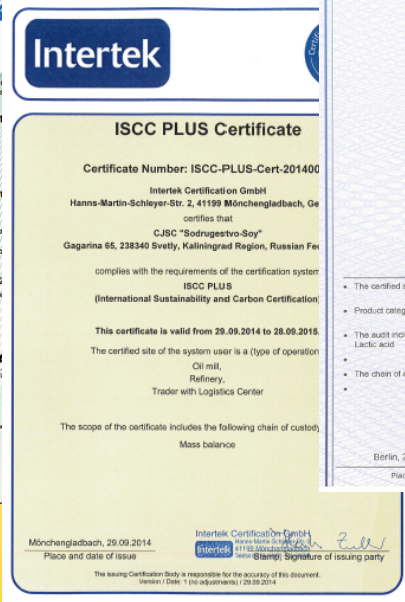 Intertek
ISCC PLUS Certificate
Certificate Number: ISCC-PLUS-Cert-201400
Intertek Certification GmbH
Hanns-Martin-Schleyer-Str. 2, 41199 Mönchengladbach, Ge
certifies that
CJSC "Sodrugestvo-Soy"
Gagarina 65, 238340 Svetly, Kaliningrad Region, Russian Fed
complies with the requirements of the certification system
ISCC PLUS
(International Sustainability and Carbon Certification)
This certificate is valid from 29.09.2014 to 28.09.2015.
The certified site of the system user is a (type of operation
Oil mill,
Refinery,
Trader with Logistics Center
The scope of the certificate includes the following chain of custody
Mass balance
Mönchengladbach, 29.09.2014
Place and date of issue
Intertek Certification GmbH
Intertek
Stamp, Signature of issuing party
The issuing Certification Body is responsible for the accuracy of this document.
Version / Date: 1 (no adjustments) / 29.09.2014
• The certified s
• Product categ
• The audit incl
Lactic acid
•
• The chain of c
•
Berlin, 2
Plac